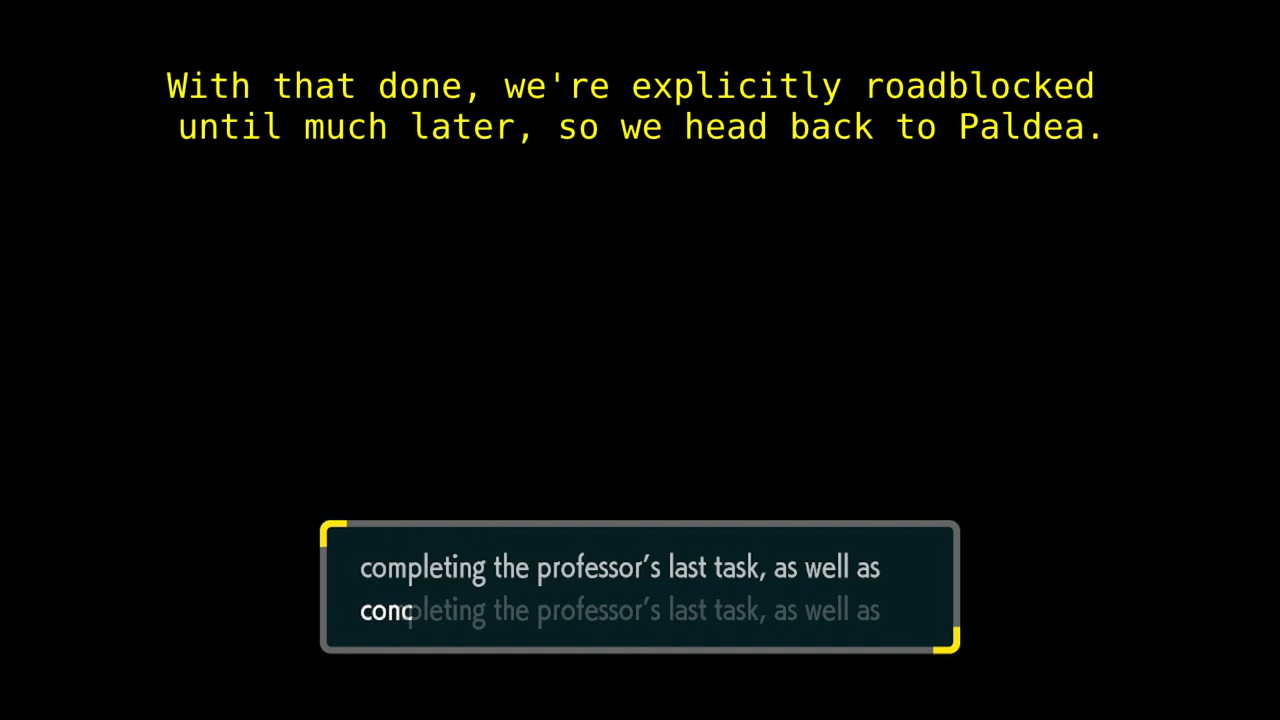 With that done, we're explicitly roadblocked
until much later, so we head back to Paldea.
completing the professor's last task, as well as
conc